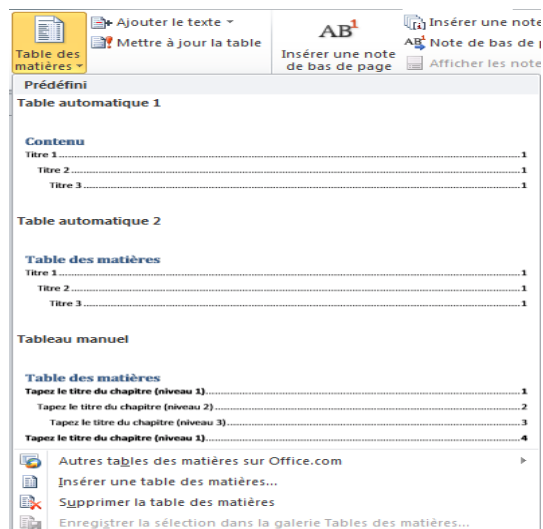 Table des matières
Ajouter le texte
Mettre à jour la table
AB¹
Insérer une note de bas de page
Insérer une note
AB¹ Note de bas de
Afficher les note
Prédéfini
Table automatique 1
Contenu
Titre 1 1
Titre 2 1
Titre 3 1
Table automatique 2
Table des matières
Titre 1 1
Titre 2 1
Titre 3 1
Tableau manuel
Table des matières
Tapez le titre du chapitre (niveau 1) 1
Tapez le titre du chapitre (niveau 2) 2
Tapez le titre du chapitre (niveau 3) 3
Tapez le titre du chapitre (niveau 1) 4
Autres tables des matières sur Office.com
Insérer une table des matières...
Supprimer la table des matières
Enregistrer la sélection dans la galerie Tables des matières...